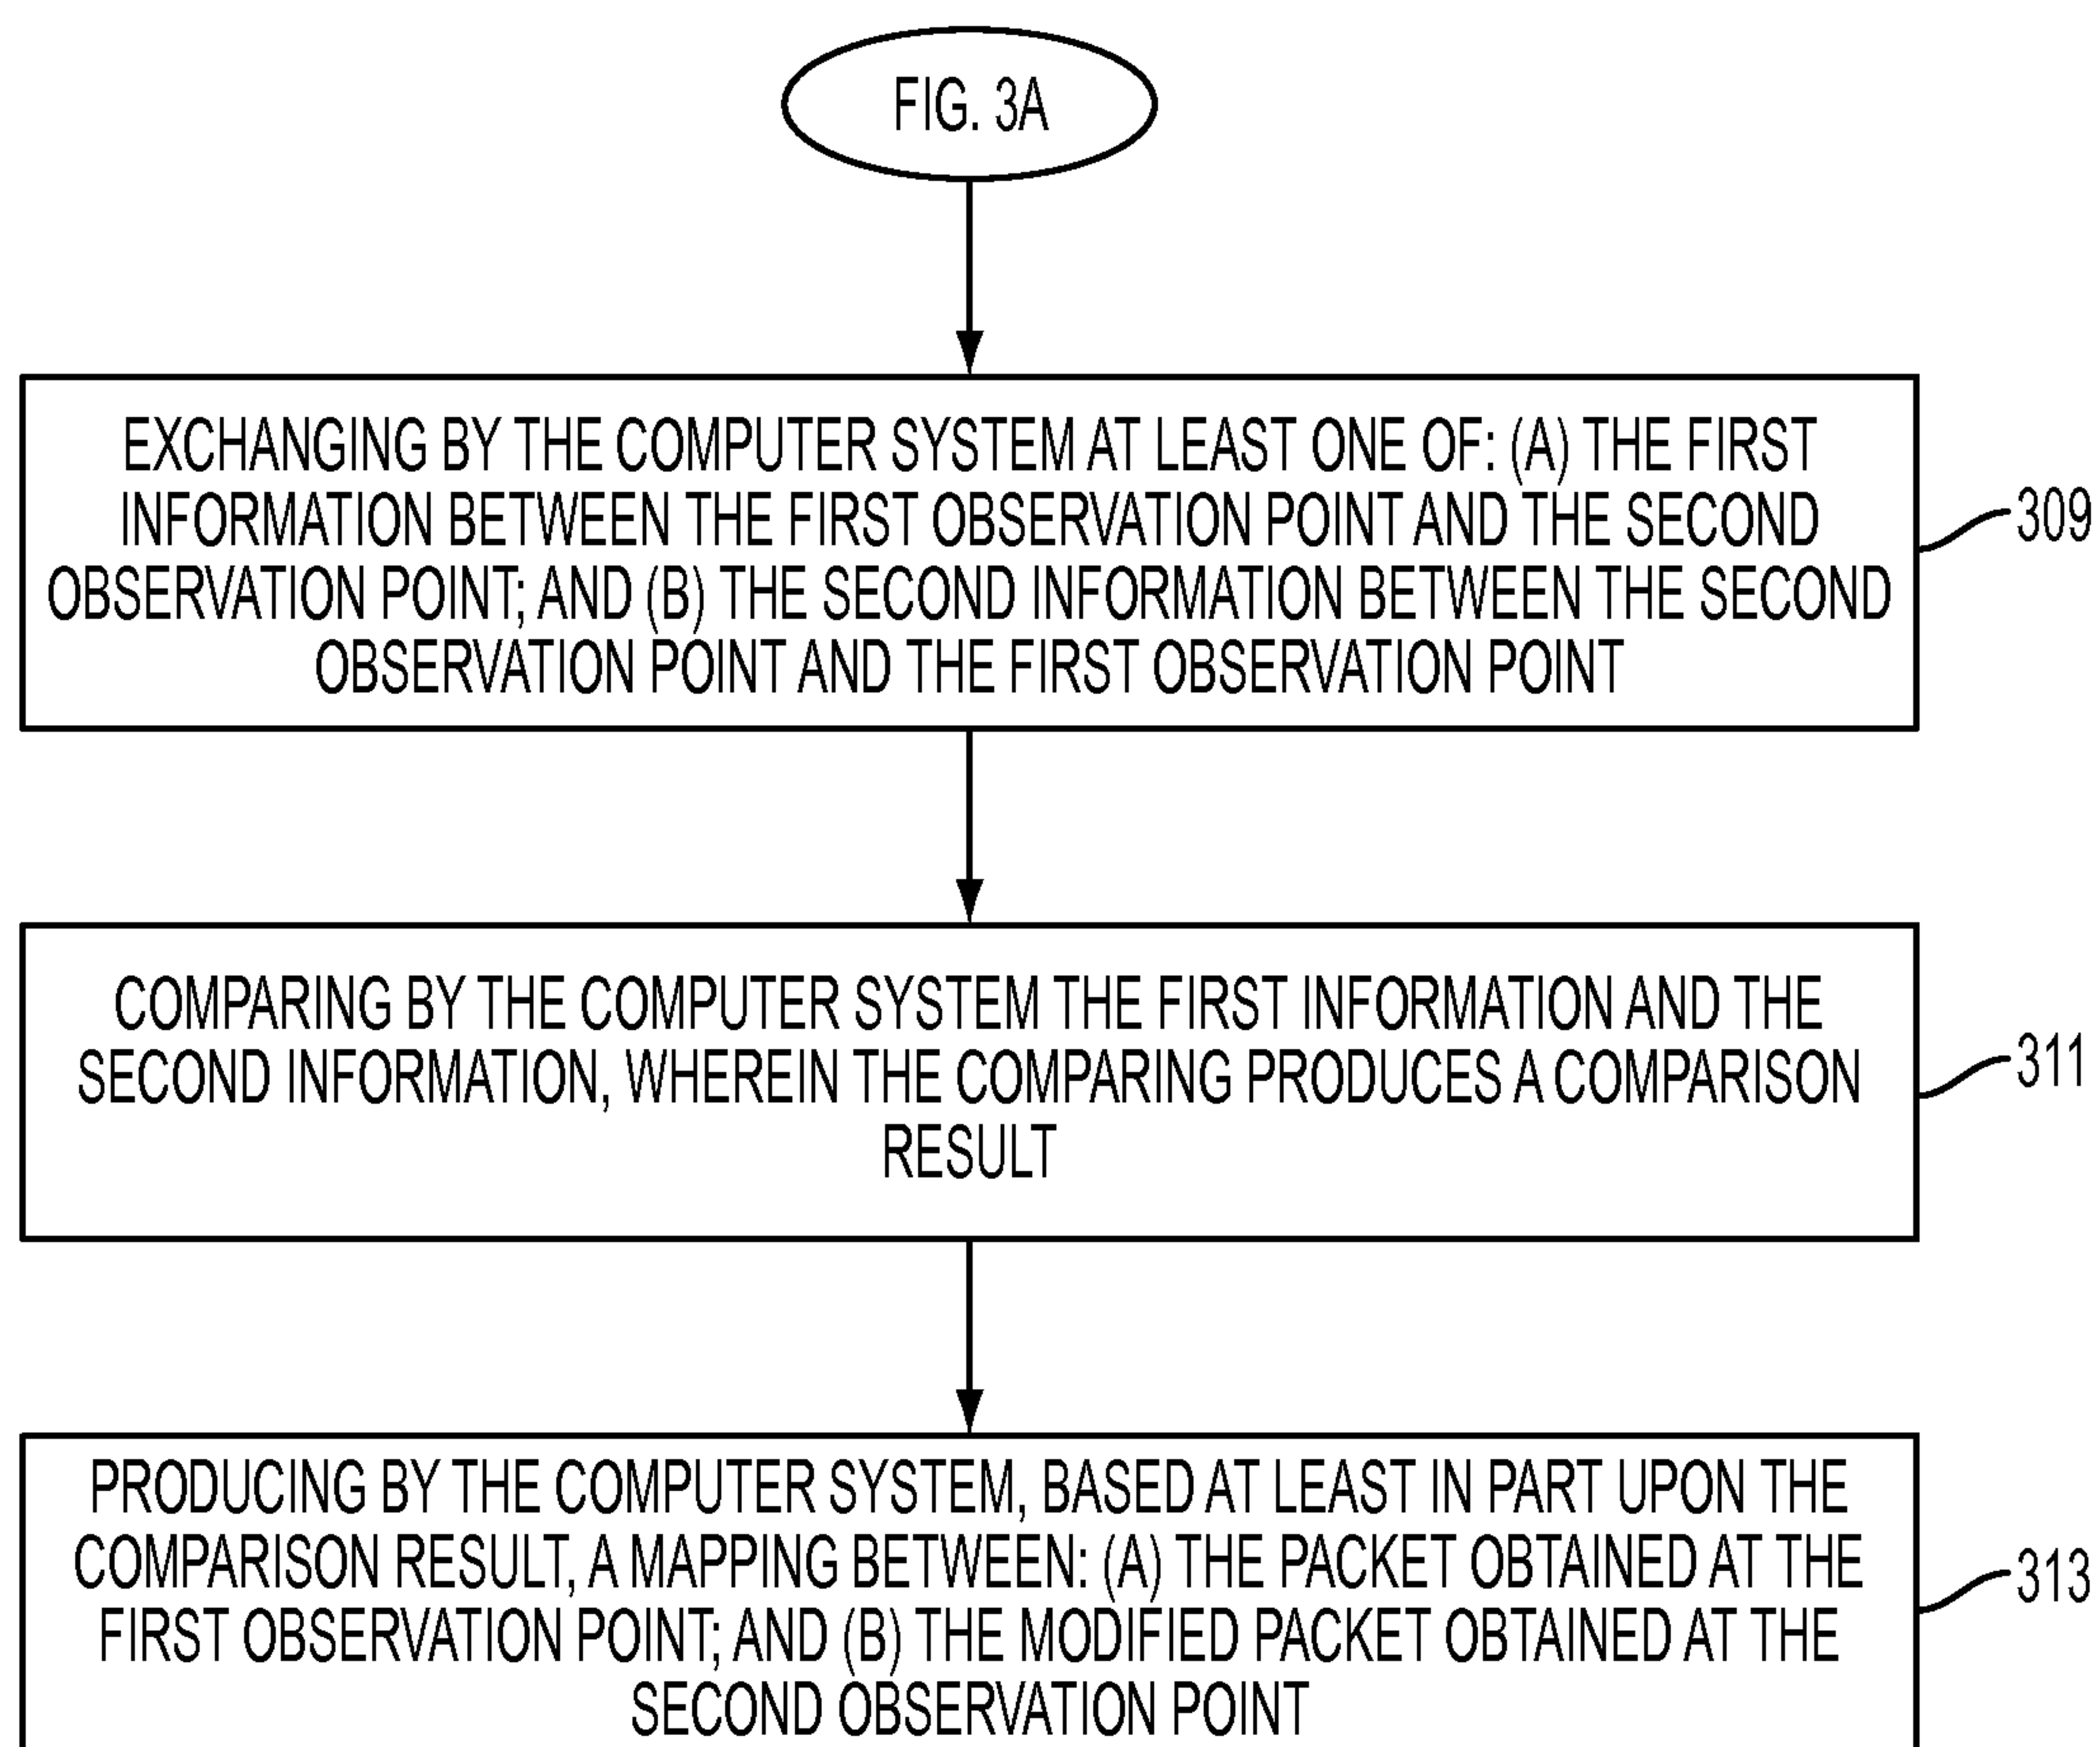 FIG. 3A
EXCHANGING BY THE COMPUTER SYSTEM AT LEAST ONE OF: (A) THE FIRST
INFORMATION BETWEEN THE FIRST OBSERVATION POINT AND THE SECOND
OBSERVATION POINT; AND (B) THE SECOND INFORMATION BETWEEN THE SECOND
OBSERVATION POINT AND THE FIRST OBSERVATION POINT
309
COMPARING BY THE COMPUTER SYSTEM THE FIRST INFORMATION AND THE
SECOND INFORMATION, WHEREIN THE COMPARING PRODUCES A COMPARISON
RESULT
311
PRODUCING BY THE COMPUTER SYSTEM, BASED AT LEAST IN PART UPON THE
COMPARISON RESULT, A MAPPING BETWEEN: (A) THE PACKET OBTAINED AT THE
FIRST OBSERVATION POINT; AND (B) THE MODIFIED PACKET OBTAINED AT THE
SECOND OBSERVATION POINT
313